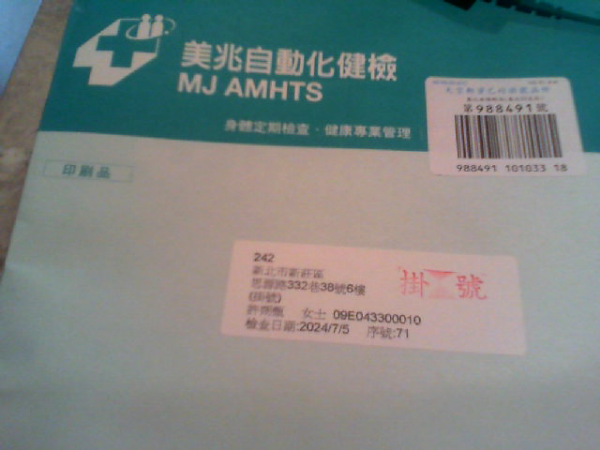 美兆自動化健檢
MJ AMHTS
身體定期檢查、健康專業管理
第988491號
988491 101033 18
印刷品
242
新北市新莊區
思源路332巷38號6樓
(掛號)
掛 號
女士 09E043300010
檢查日期:2024/7/5 序號:71